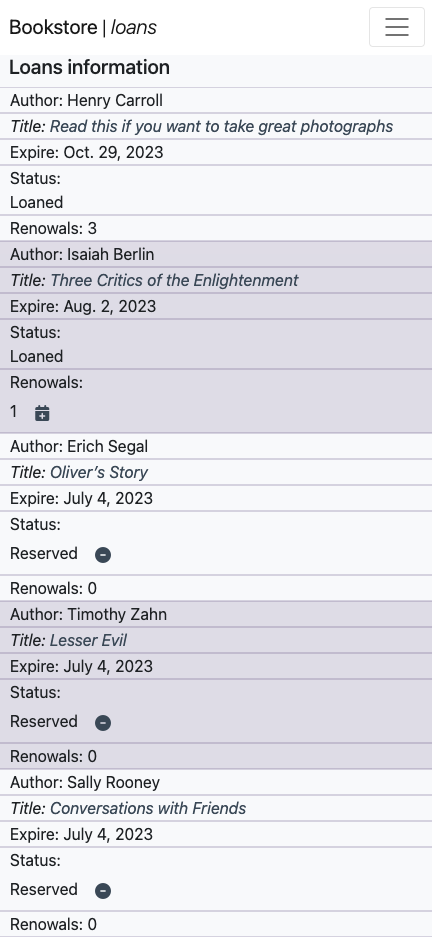 Bookstore | loans
Loans information
Author: Henry Carroll
Title: Read this if you want to take great photographs
Expire: Oct. 29, 2023
Status:
Loaned
Renowals: 3
Author: Isaiah Berlin
Title: Three Critics of the Enlightenment
Expire: Aug. 2, 2023
Status:
Loaned
Renowals:
1
Author: Erich Segal
Title: Oliver’s Story
Expire: July 4, 2023
Status:
Reserved
Renowals: 0
Author: Timothy Zahn
Title: Lesser Evil
Expire: July 4, 2023
Status:
Reserved
Renowals: 0
Author: Sally Rooney
Title: Conversations with Friends
Expire: July 4, 2023
Status:
Reserved
Renowals: 0